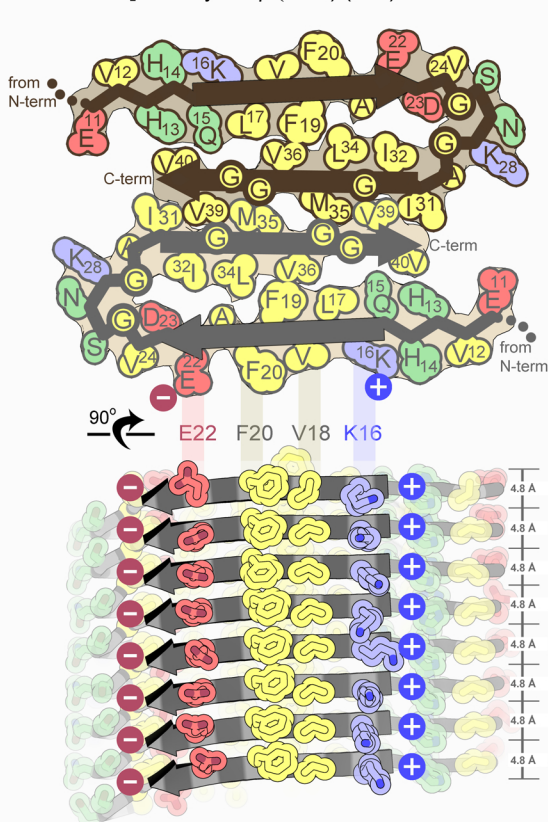 F20
22
E
V12
H14
16K
V
24V
S
from
N-term
11
E
H13
15
Q
L17
F19
A
23D
G
N
V40
V36
L34
I32
G
K28
C-term
G
G
G
A
I31
V39
M35
M35
V39
I31
K28
A
G
G
G
C-term
32I
34L
V36
40V
N
G
F19
L17
15
Q
H13
11
E
G
D23
A
S
V24
22
E
F20
V
16K
H14
V12
from
N-term
−
+
90°
E22
F20
V18
K16
−
+
4.8 Å
−
+
4.8 Å
−
+
4.8 Å
−
+
4.8 Å
−
+
4.8 Å
−
+
4.8 Å
−
+
4.8 Å
−
+
4.8 Å